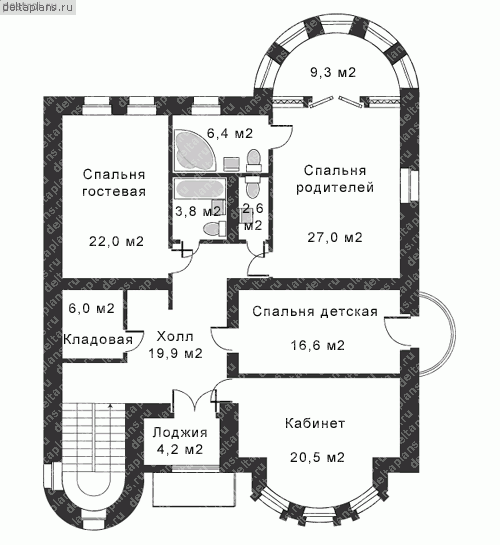 deltaplans.ru
9,3 м2
6,4 м2
Спальня
гостевая
22,0 м2
3,8 м2
2,6
м2
Спальня
родителей
27,0 м2
6,0 м2
Кладовая
Холл
19,9 м2
Спальня детская
16,6 м2
Лоджия
4,2 м2
Кабинет
20,5 м2